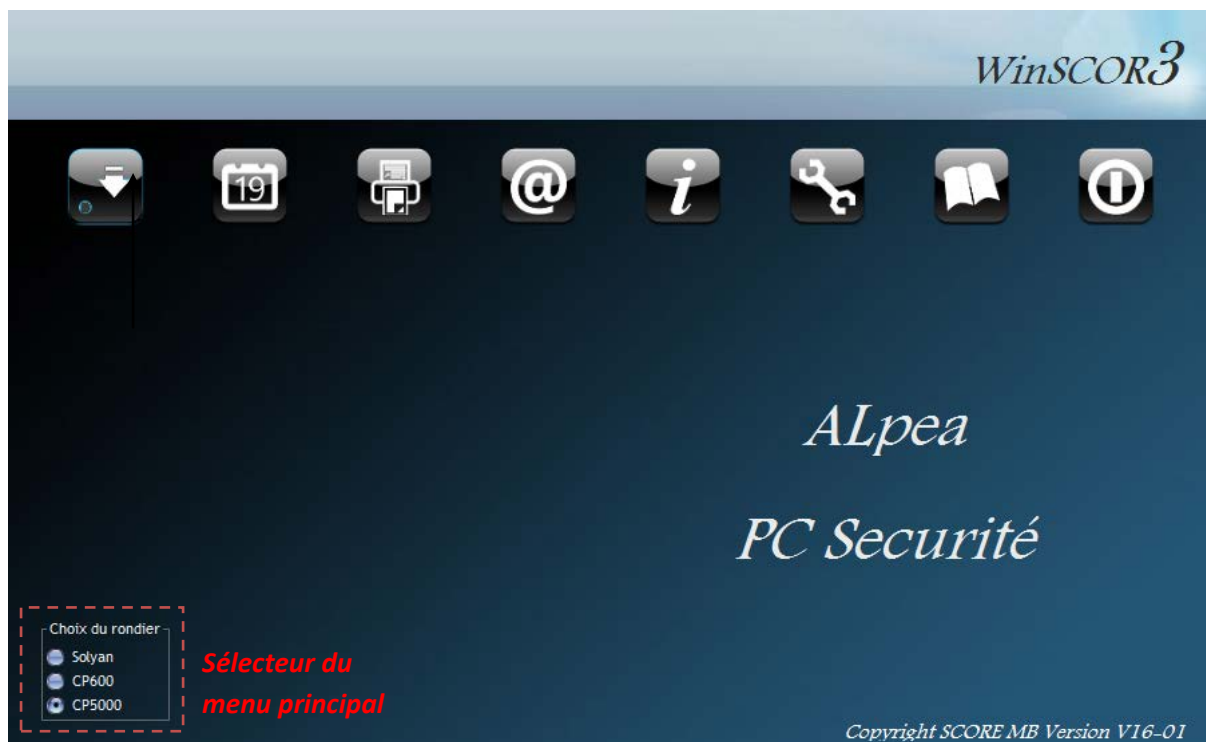 WinSCOR3
19
@
i
ALpea
PC Securité
Choix du rondier
Solyan
CP600
CP5000
Sélecteur du
menu principal
Copyright SCORE MB Version V16-01